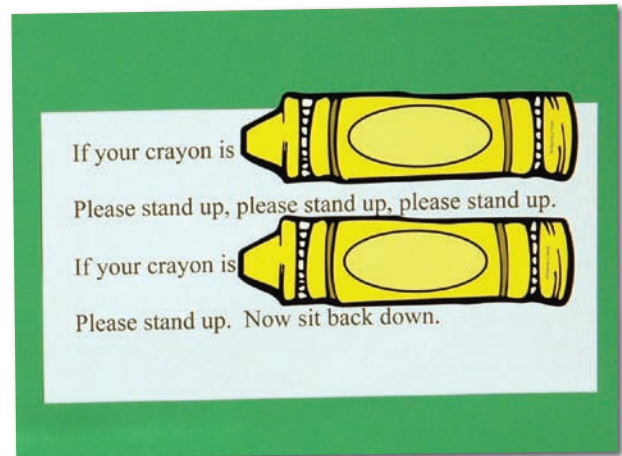 If your crayon is
Please stand up, please stand up, please stand up.
If your crayon is
Please stand up.  Now sit back down.